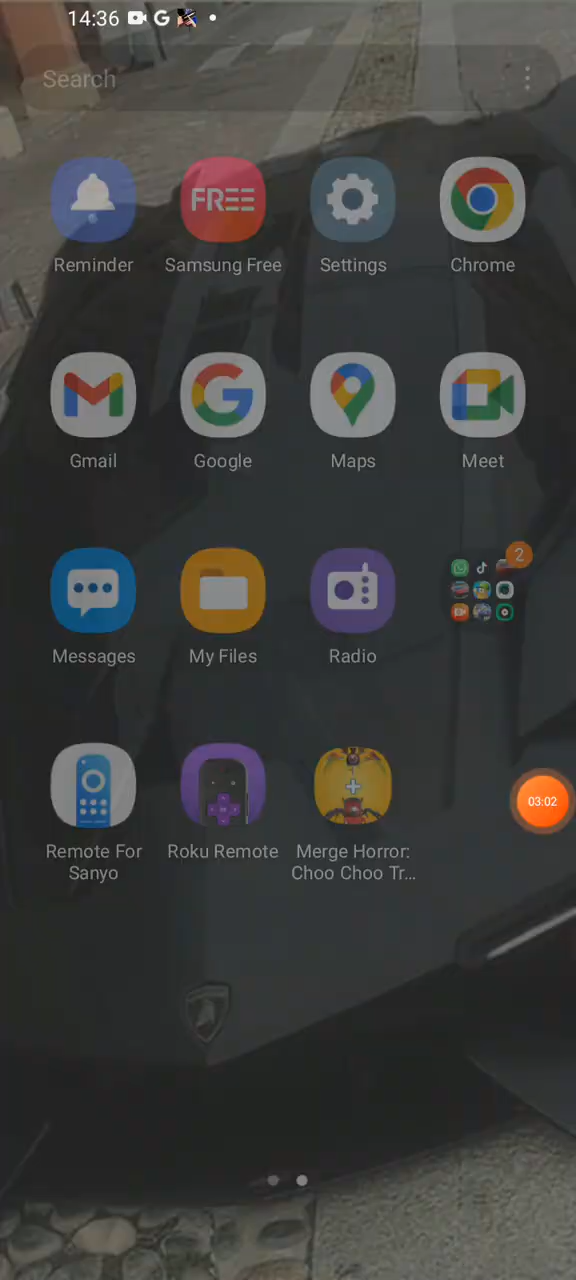 14:36
Search
FREE
Reminder
Samsung Free
Settings
Chrome
Gmail
Google
Maps
Meet
2
Messages
My Files
Radio
03:02
Remote For
Sanyo
Roku Remote
Merge Horror:
Choo Choo Tr...